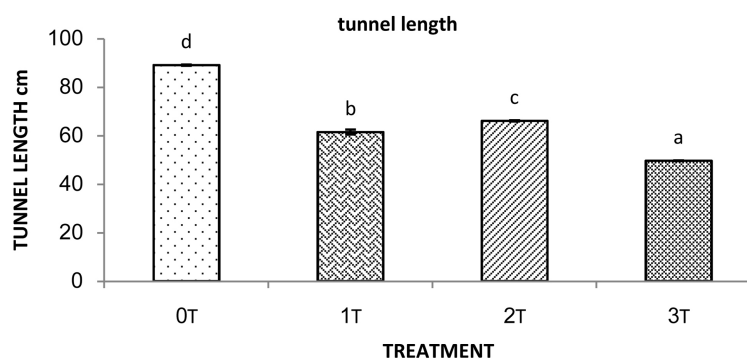 tunnel length
TUNNEL LENGTH cm
100
80
60
40
20
0
d
b
c
a
0T
1T
2T
3T
TREATMENT